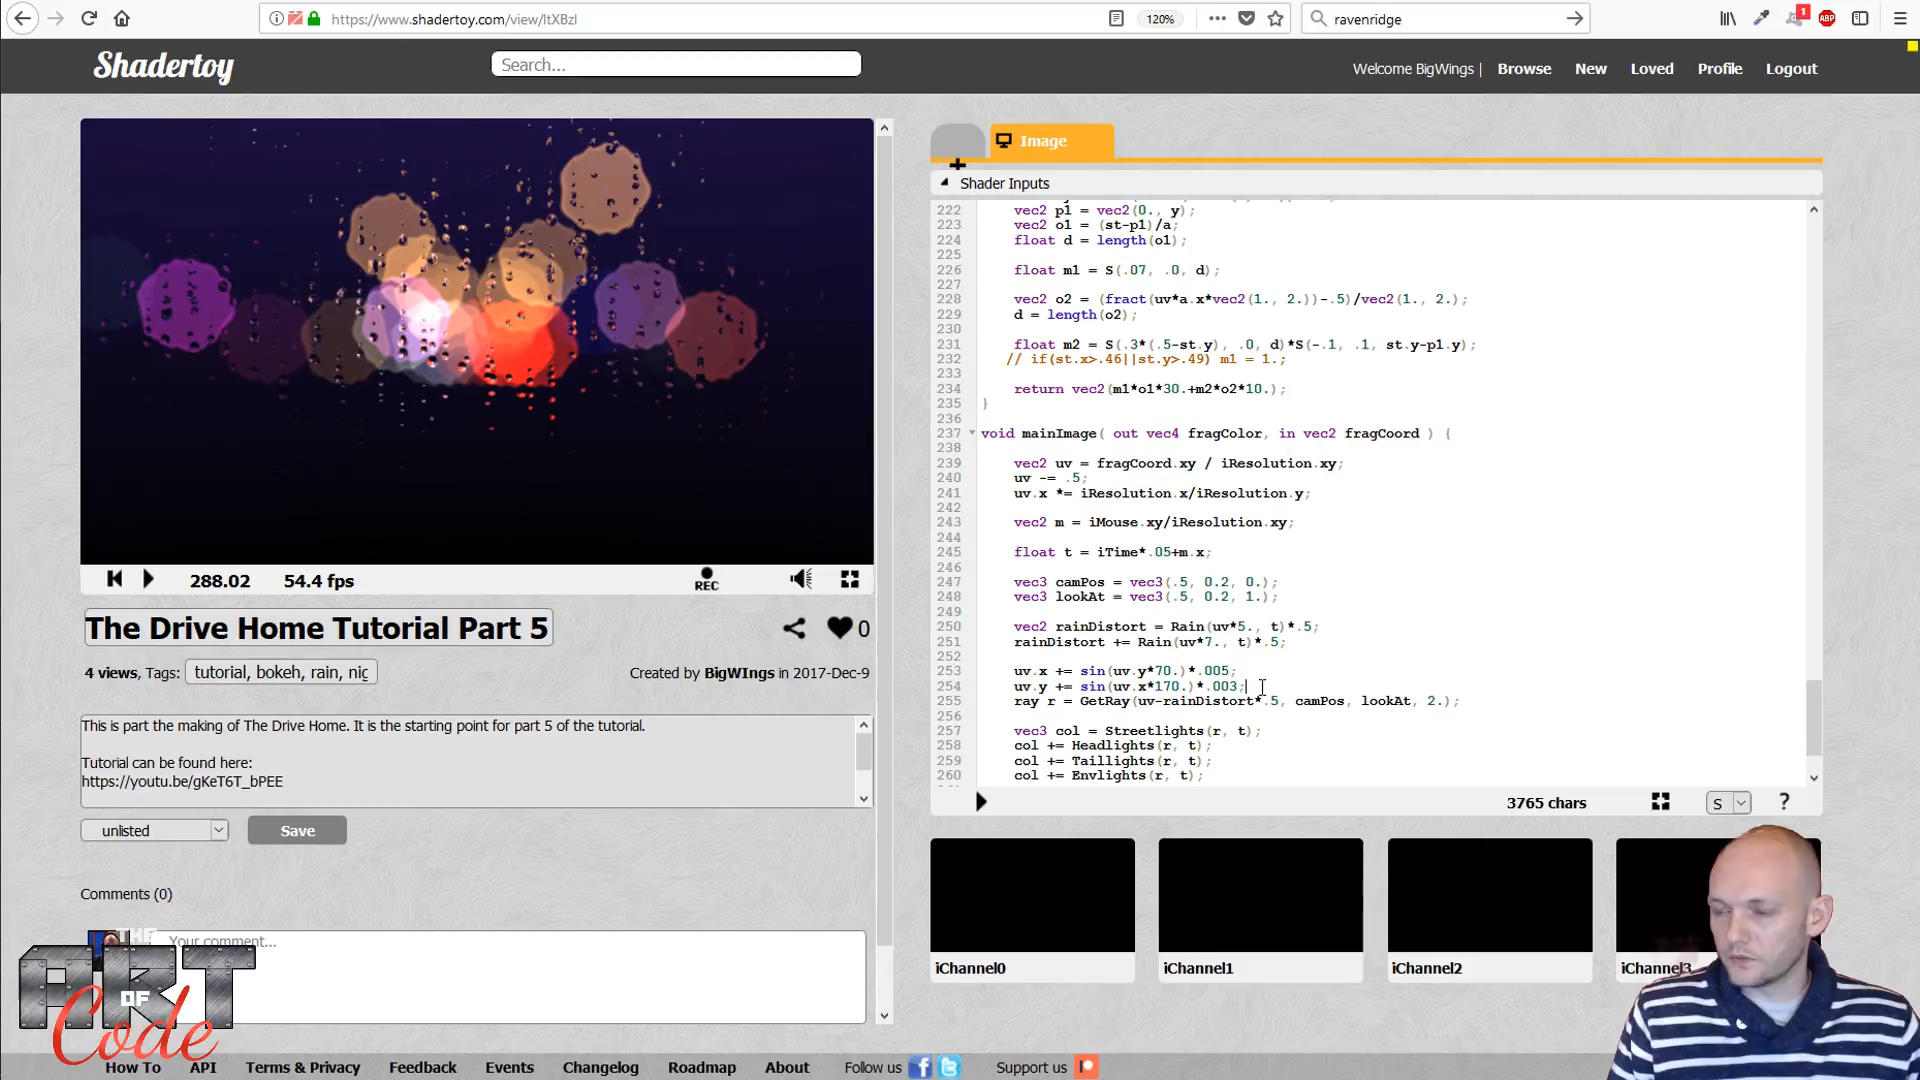 https://www.shadertoy.com/view/ltXBzl
120%
ravenridge
1
ABP
Shadertoy
Search...
Welcome BigWings |
Browse
New
Loved
Profile
Logout
288.02
54.4 fps
REC
The Drive Home Tutorial Part 5
0
4 views, Tags:
tutorial, bokeh, rain, nig
Created by BigWIngs in 2017-Dec-9
This is part the making of The Drive Home. It is the starting point for part 5 of the tutorial.
Tutorial can be found here:
https://youtu.be/gKeT6T_bPEE
unlisted
Save
Comments (0)
Your comment...
THE
ART
OF
Code
Image
Shader Inputs
222 vec2 p1 = vec2(0., y);
223 vec2 o1 = (st-p1)/a;
224 float d = length(o1);
225
226 float m1 = S(.07, .0, d);
227
228 vec2 o2 = (fract(uv*a.x*vec2(1., 2.))-.5)/vec2(1., 2.);
229 d = length(o2);
230
231 float m2 = S(.3*(.5-st.y), .0, d)*S(-.1, .1, st.y-p1.y);
232 // if(st.x>.46||st.y>.49) m1 = 1.;
233
234 return vec2(m1*o1*30.+m2*o2*10.);
235 }
236
237 void mainImage( out vec4 fragColor, in vec2 fragCoord ) {
238
239 vec2 uv = fragCoord.xy / iResolution.xy;
240 uv -= .5;
241 uv.x *= iResolution.x/iResolution.y;
242
243 vec2 m = iMouse.xy/iResolution.xy;
244
245 float t = iTime*.05+m.x;
246
247 vec3 camPos = vec3(.5, 0.2, 0.);
248 vec3 lookAt = vec3(.5, 0.2, 1.);
249
250 vec2 rainDistort = Rain(uv*5., t)*.5;
251 rainDistort += Rain(uv*7., t)*.5;
252
253 uv.x += sin(uv.y*70.)*.005;
254 uv.y += sin(uv.x*170.)*.003;
255 ray r = GetRay(uv-rainDistort*.5, camPos, lookAt, 2.);
256
257 vec3 col = Streetlights(r, t);
258 col += Headlights(r, t);
259 col += Taillights(r, t);
260 col += Envlights(r, t);
3765 chars
S
?
iChannel0
iChannel1
iChannel2
iChannel3
How To
API
Terms & Privacy
Feedback
Events
Changelog
Roadmap
About
Follow us
Support us